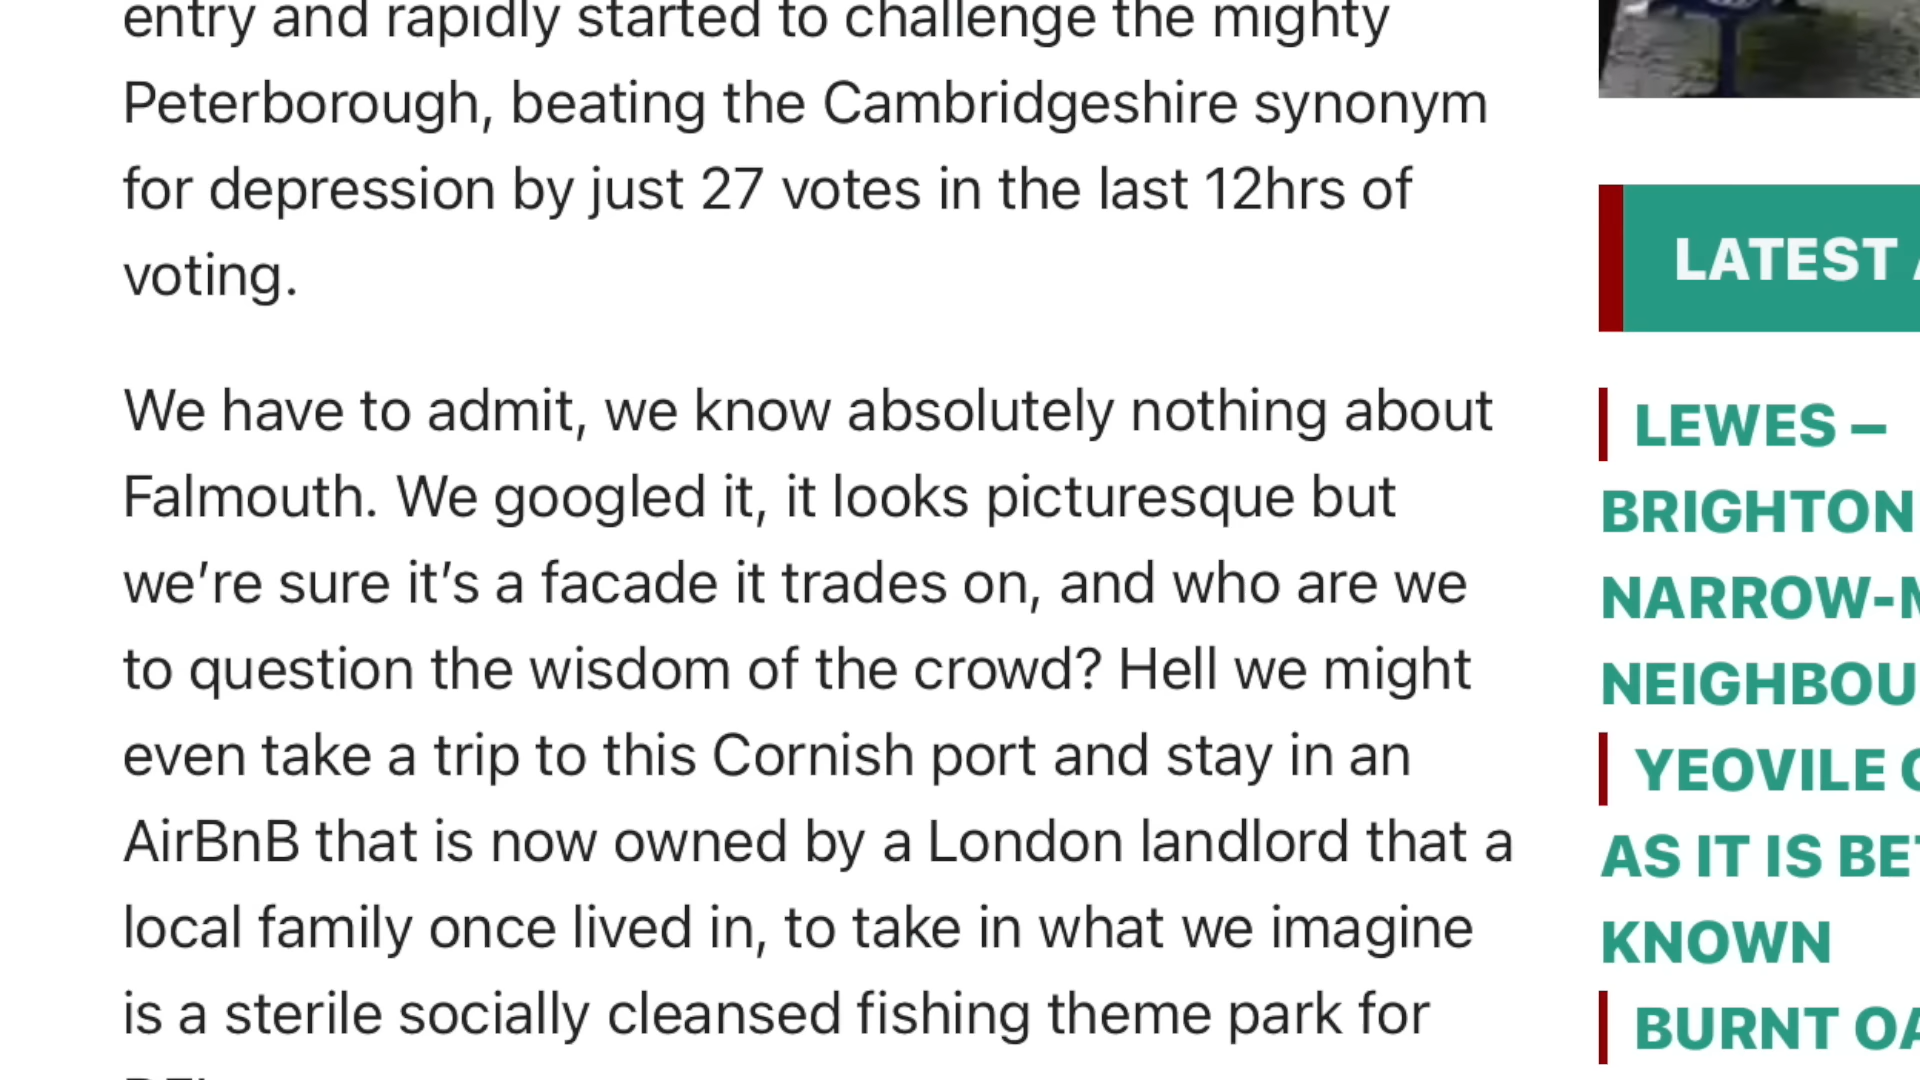 entry and rapidly started to challenge the mighty
Peterborough, beating the Cambridgeshire synonym
for depression by just 27 votes in the last 12hrs of
voting.
We have to admit, we know absolutely nothing about
Falmouth. We googled it, it looks picturesque but
we’re sure it’s a facade it trades on, and who are we
to question the wisdom of the crowd? Hell we might
even take a trip to this Cornish port and stay in an
AirBnB that is now owned by a London landlord that a
local family once lived in, to take in what we imagine
is a sterile socially cleansed fishing theme park for
LATEST
LEWES –
BRIGHTON
NARROW-
NEIGHBOU
YEOVILE
AS IT IS BE
KNOWN
BURNT OA